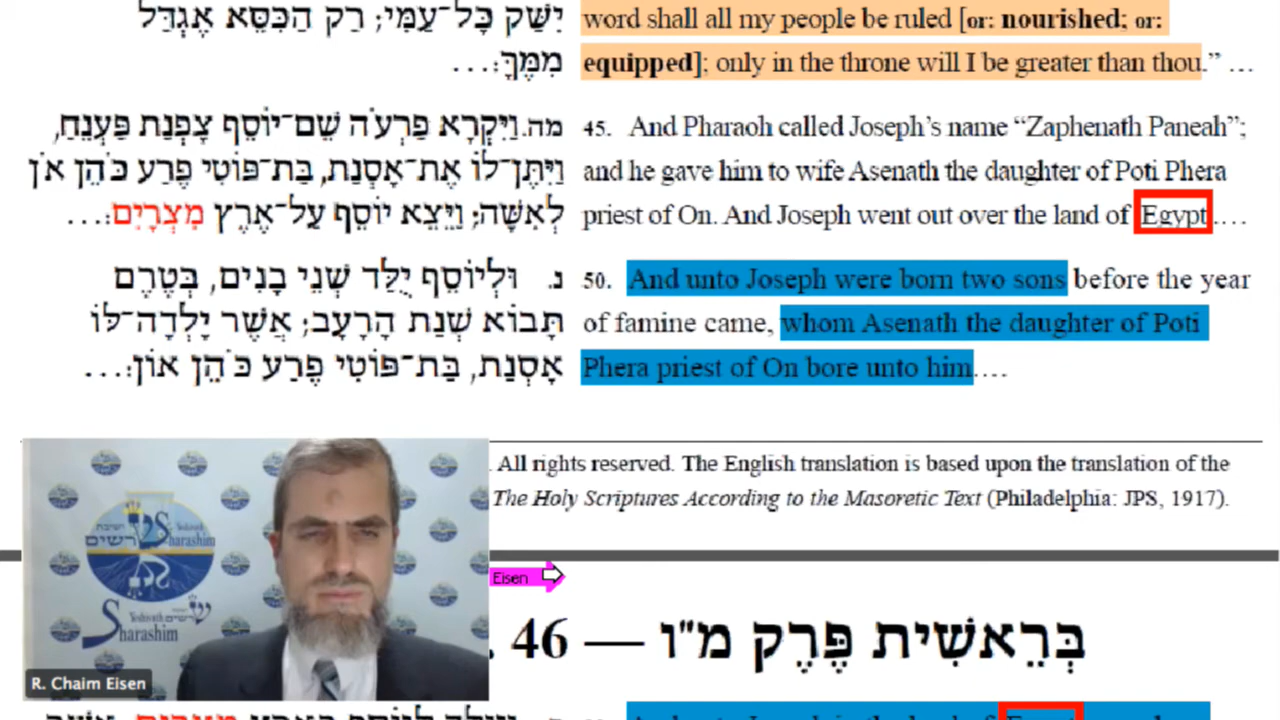 יִשַּׁק כָּל־עַמִּי; רַק הַכִּסֵּא אֶגְדַּל
מִמֶּךָּ:...
מה. וַיִּקְרָא פַרְעֹה שֵׁם־יוֹסֵף צָפְנַת פַּעְנֵחַ,
וַיִּתֶּן־לוֹ אֶת־אָסְנַת, בַּת־פּוֹטִי פֶרַע כֹּהֵן אֹן
לְאִשָּׁה; וַיֵּצֵא יוֹסֵף עַל־אֶרֶץ מִצְרָיִם:...
נ. וּלְיוֹסֵף יֻלַּד שְׁנֵי בָנִים, בְּטֶרֶם
תָּבוֹא שְׁנַת הָרָעָב; אֲשֶׁר יָלְדָה־לּוֹ
אָסְנַת, בַּת־פּוֹטִי פֶרַע כֹּהֵן אוֹן:...
word shall all my people be ruled [or: nourished; or:
equipped]; only in the throne will I be greater than thou.” …
45. And Pharaoh called Joseph’s name “Zaphenath Paneah”;
and he gave him to wife Asenath the daughter of Poti Phera
priest of On. And Joseph went out over the land of Egypt….
50. And unto Joseph were born two sons before the year
of famine came, whom Asenath the daughter of Poti
Phera priest of On bore unto him….
All rights reserved. The English translation is based upon the translation of the
The Holy Scriptures According to the Masoretic Text (Philadelphia: JPS, 1917).
Eisen
46 — בְּרֵאשִׁית פֶּרֶק מ"ו
ישיבת שרשים Yeshivath Sharashim
Yeshivath שרשים
Sharashim
R. Chaim Eisen